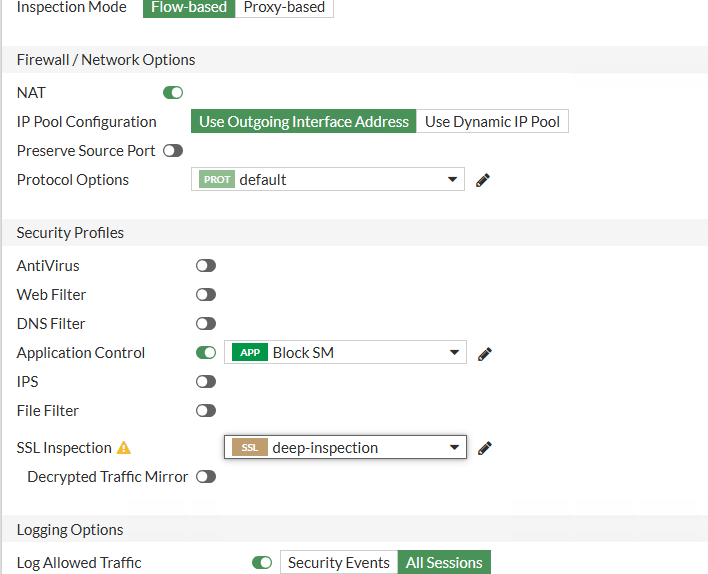 Inspection Mode Flow-based Proxy-based
Firewall / Network Options
NAT
IP Pool Configuration Use Outgoing Interface Address Use Dynamic IP Pool
Preserve Source Port
Protocol Options PROT default
Security Profiles
AntiVirus
Web Filter
DNS Filter
Application Control APP Block SM
IPS
File Filter
SSL Inspection SSL deep-inspection
Decrypted Traffic Mirror
Logging Options
Log Allowed Traffic Security Events All Sessions